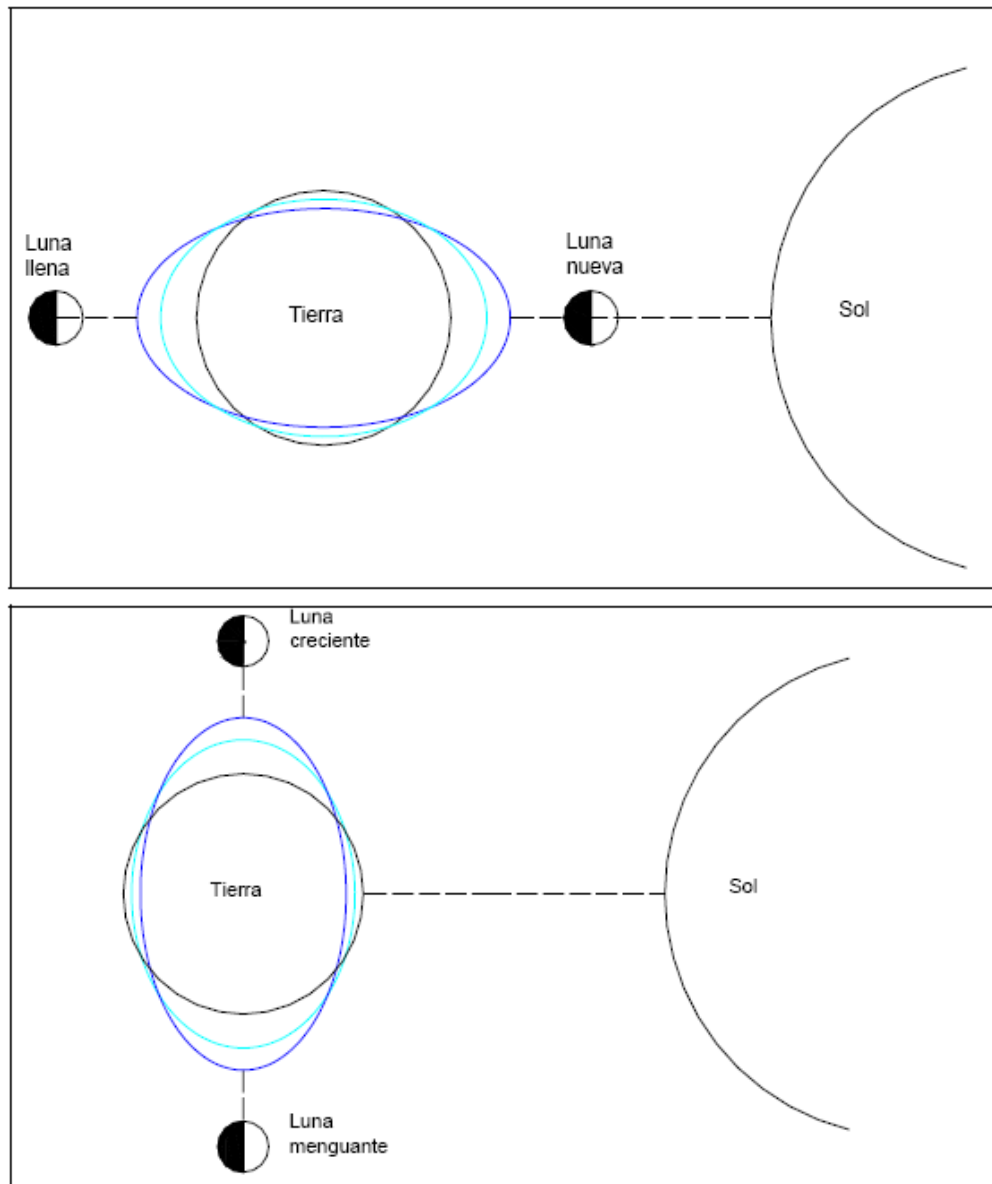 Luna
llena
Tierra
Luna
nueva
Sol
Luna
creciente
Tierra
Sol
Luna
menguante